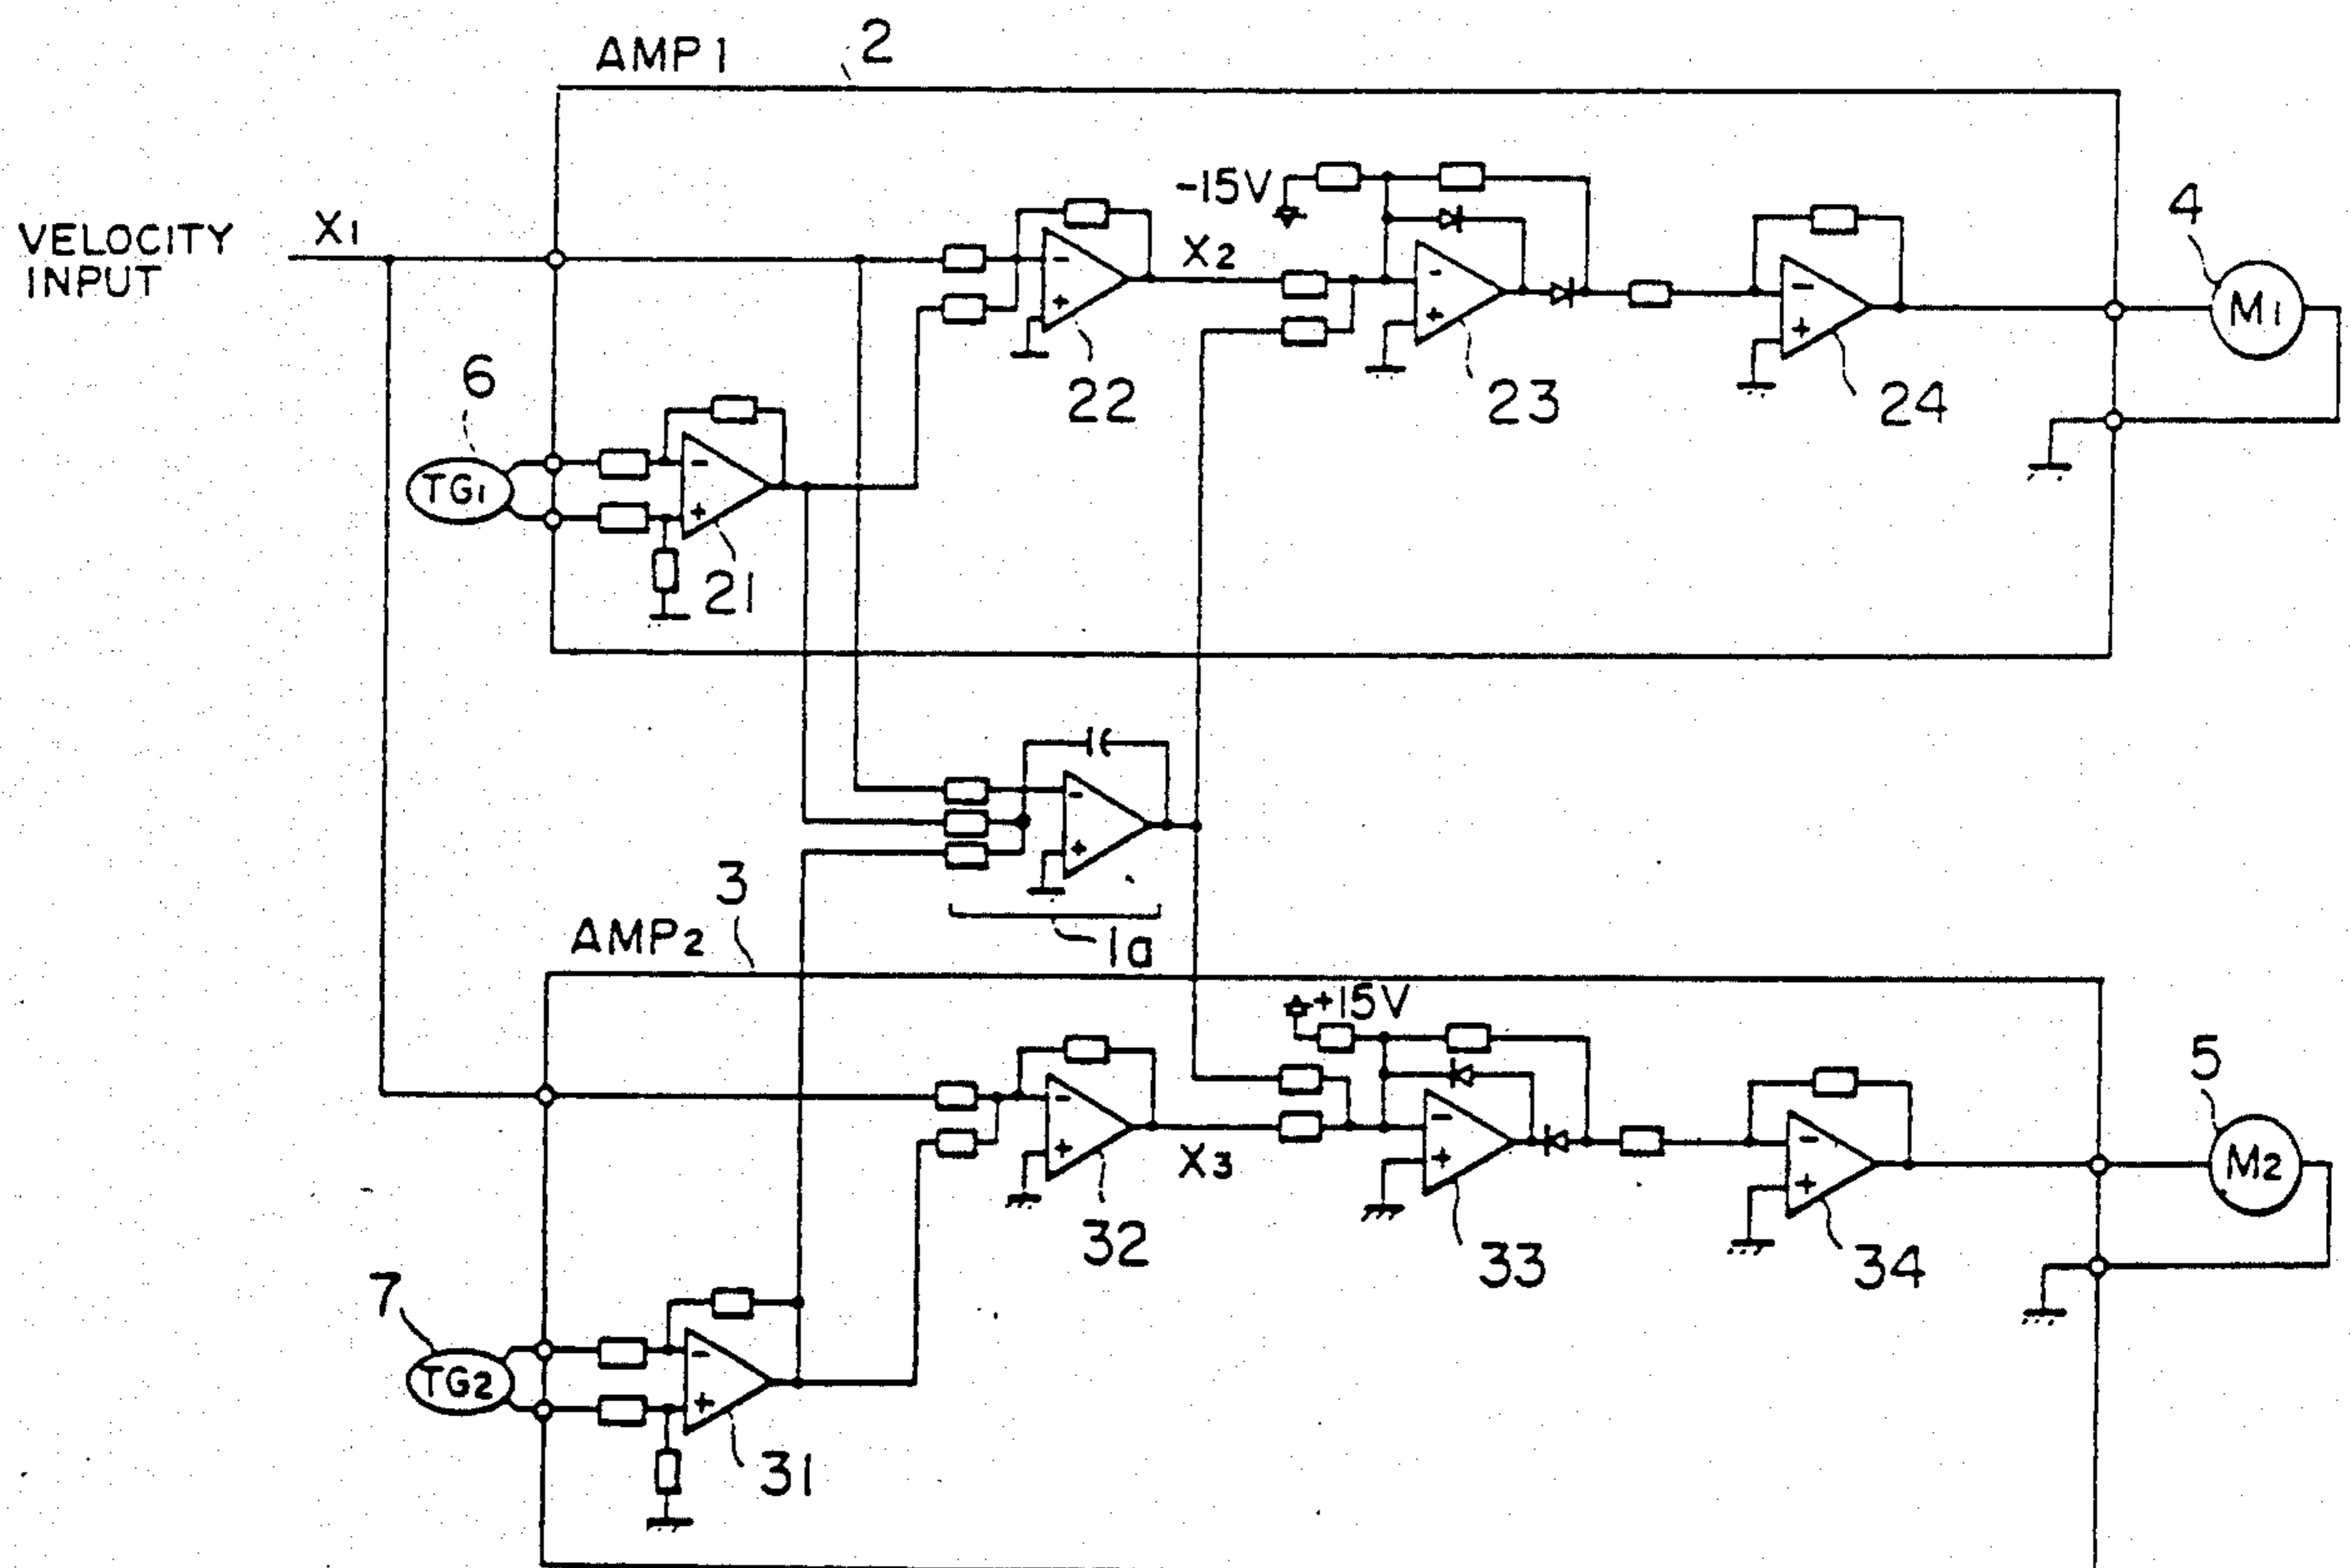 AMP1
2
VELOCITY
INPUT
X1
-15V
X2
4
M1
6
TG1
-
+
22
-
+
23
-
+
24
-
+
21
-
+
1a
AMP2
3
+15V
X3
5
M2
-
+
32
-
+
33
-
+
34
7
TG2
-
+
31